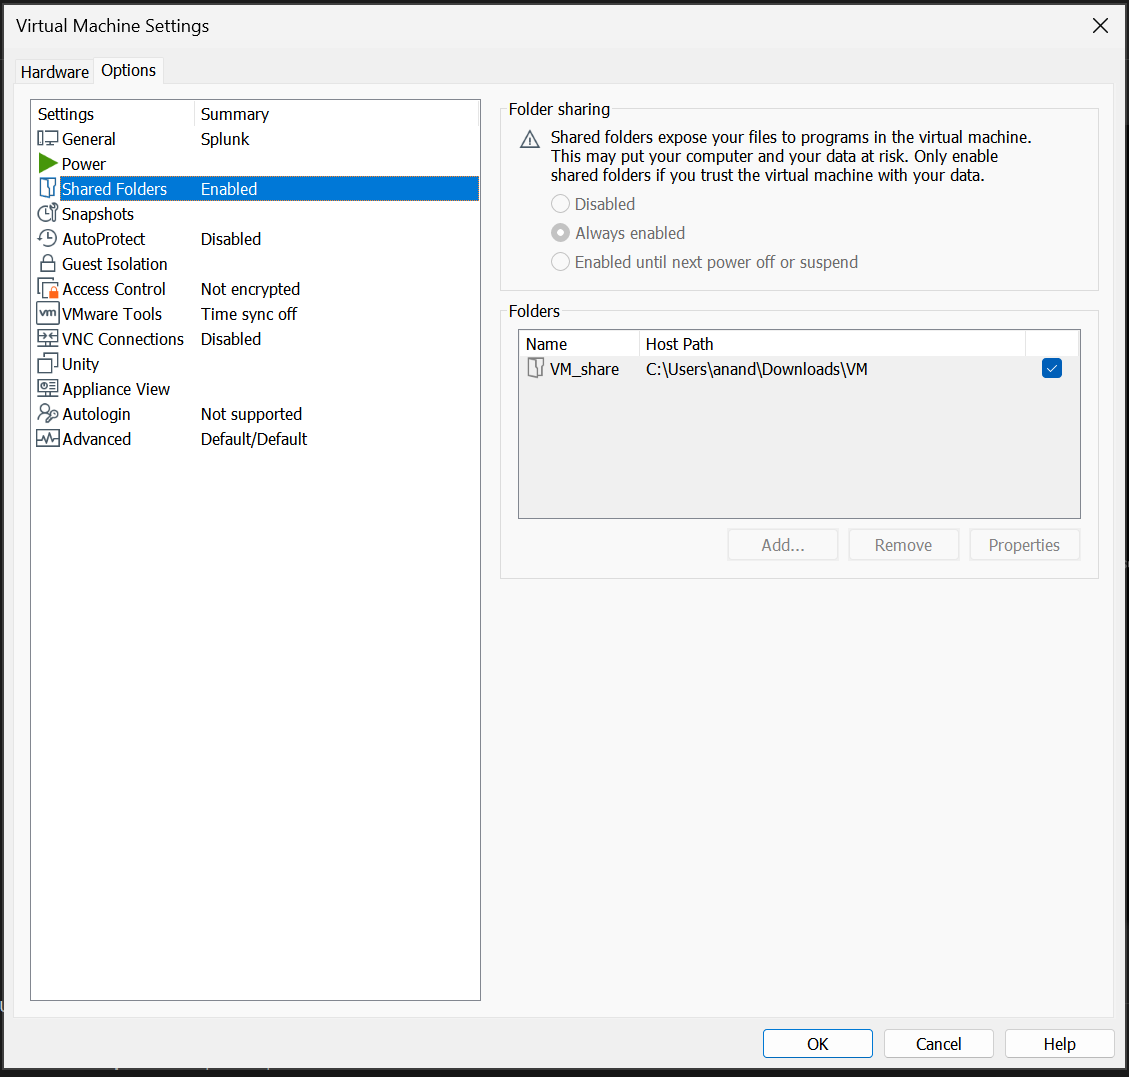 Virtual Machine Settings
Hardware Options
Settings Summary
General Splunk
Power
Shared Folders Enabled
Snapshots
AutoProtect Disabled
Guest Isolation
Access Control Not encrypted
vm VMware Tools Time sync off
VNC Connections Disabled
Unity
Appliance View
Autologin Not supported
Advanced Default/Default
Folder sharing
Shared folders expose your files to programs in the virtual machine.
This may put your computer and your data at risk. Only enable
shared folders if you trust the virtual machine with your data.
Disabled
Always enabled
Enabled until next power off or suspend
Folders
Name Host Path
VM_share C:\Users\anand\Downloads\VM
Add... Remove Properties
OK Cancel Help